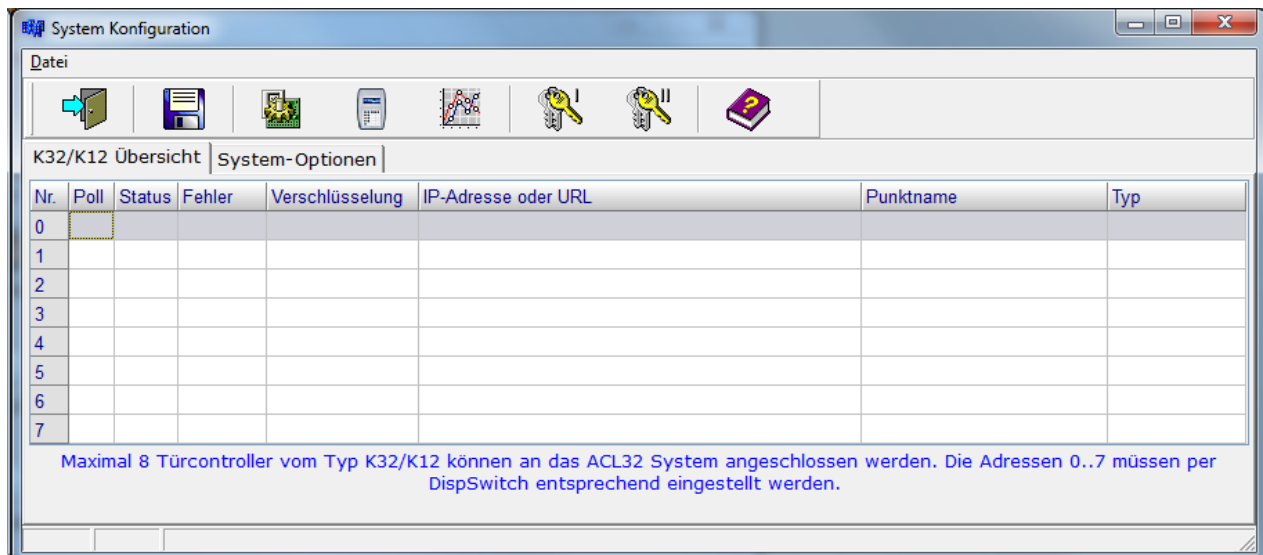 System Konfiguration
Datei
I II
K32/K12 Übersicht System-Optionen
Nr. Poll Status Fehler Verschlüsselung IP-Adresse oder URL Punktname Typ
0
1
2
3
4
5
6
7
Maximal 8 Türcontroller vom Typ K32/K12 können an das ACL32 System angeschlossen werden. Die Adressen 0..7 müssen per
DispSwitch entsprechend eingestellt werden.